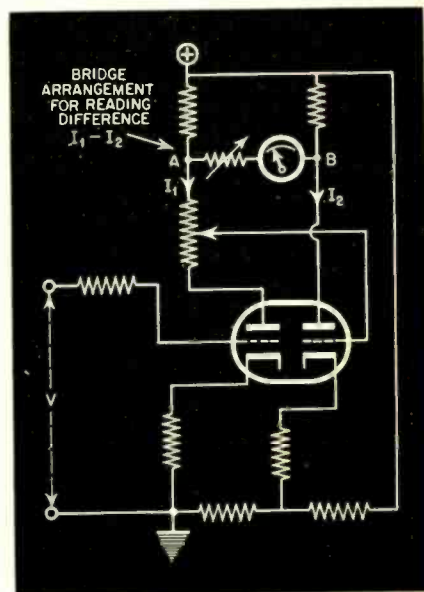 +
BRIDGE
ARRANGEMENT
FOR READING
DIFFERENCE
I₁ – I₂
A
B
I₁
I₂
V